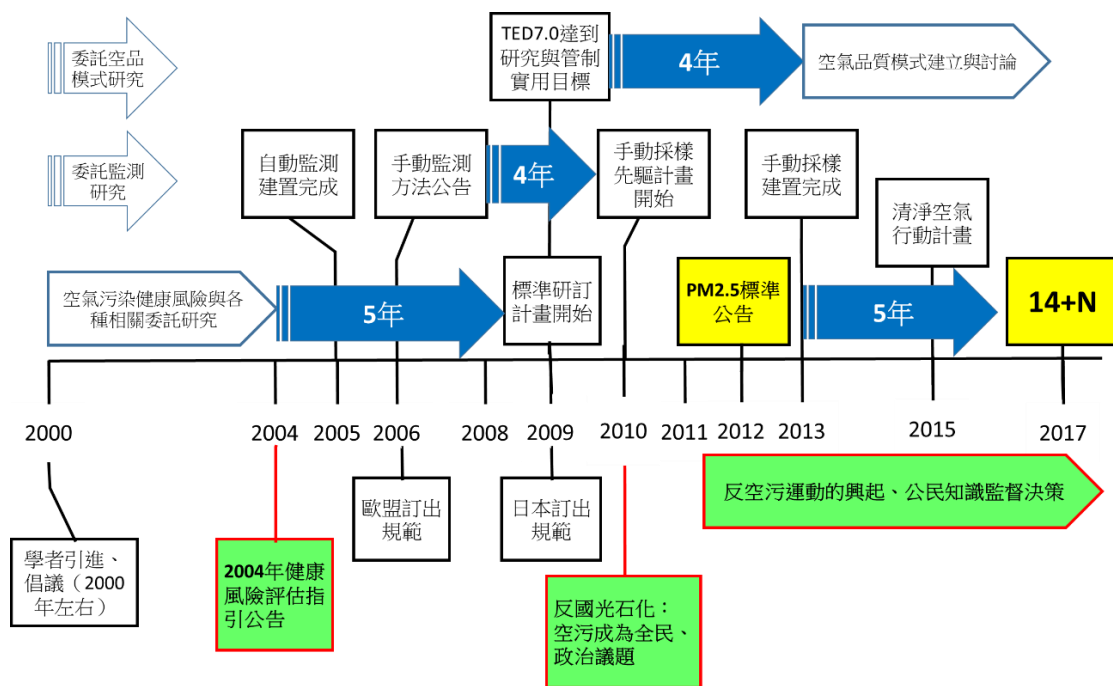 委託空品
模式研究
TED7.0達到
研究與管制
實用目標
4年
空氣品質模式建立與討論
委託監測
研究
自動監測
建置完成
手動監測
方法公告
4年
手動採樣
先驅計畫
開始
手動採樣
建置完成
清淨空氣
行動計畫
空氣污染健康風險與各
種相關委託研究
5年
標準研訂
計畫開始
PM2.5標準
公告
5年
14+N
2000
2004
2005
2006
2008
2009
2010
2011
2012
2013
2015
2017
學者引進、
倡議（2000
年左右）
2004年健康
風險評估指
引公告
歐盟訂出
規範
日本訂出
規範
反國光石化：
空污成為全民、
政治議題
反空污運動的興起、公民知識監督決策